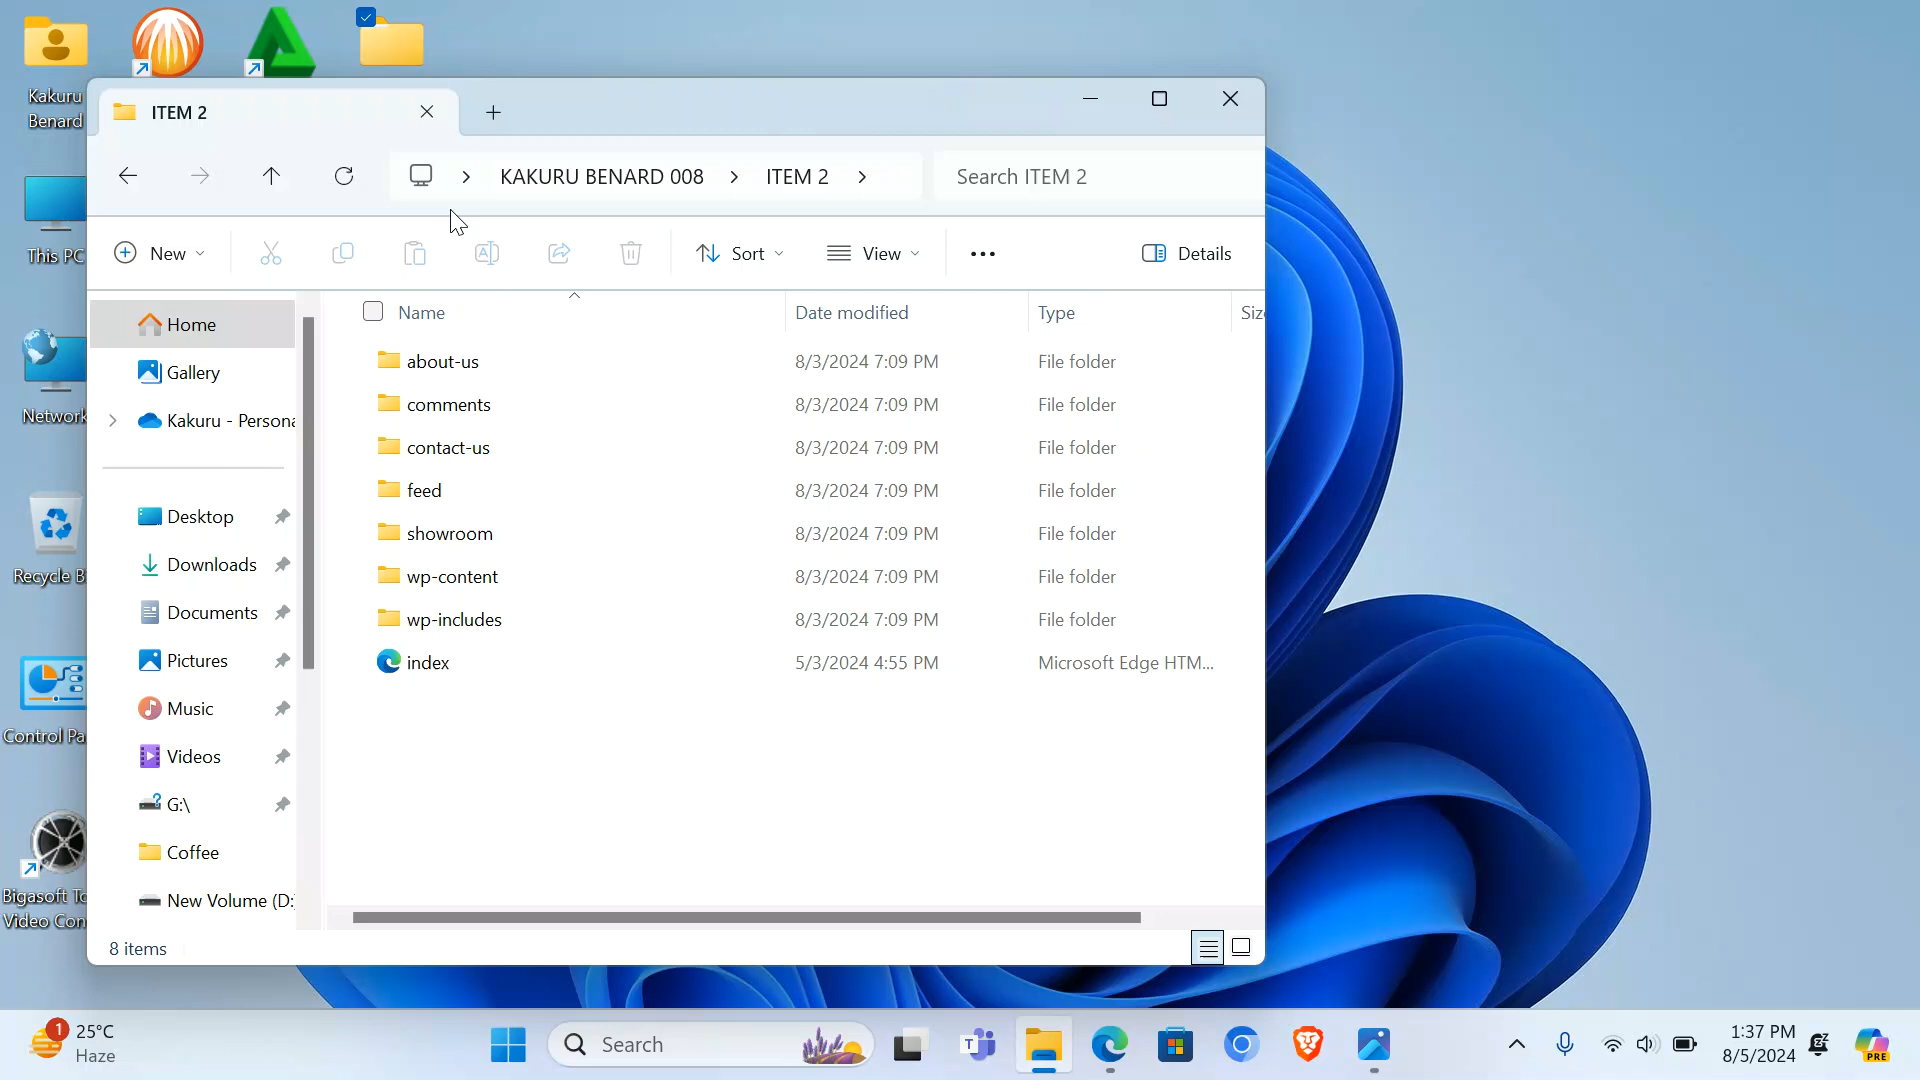 Kakuru
Benard
This PC
Network
Recycle B
Control Pa
Bigasoft To
Video Con
ITEM 2
KAKURU BENARD 008
ITEM 2
Search ITEM 2
New
Sort
View
Details
Home
Gallery
Kakuru - Persona
Desktop
Downloads
Documents
Pictures
Music
Videos
G:\
Coffee
New Volume (D:
Name Date modified Type Size
about-us 8/3/2024 7:09 PM File folder
comments 8/3/2024 7:09 PM File folder
contact-us 8/3/2024 7:09 PM File folder
feed 8/3/2024 7:09 PM File folder
showroom 8/3/2024 7:09 PM File folder
wp-content 8/3/2024 7:09 PM File folder
wp-includes 8/3/2024 7:09 PM File folder
index 5/3/2024 4:55 PM Microsoft Edge HTM...
8 items
1
25°C
Haze
Search
T
1:37 PM
8/5/2024
PRE